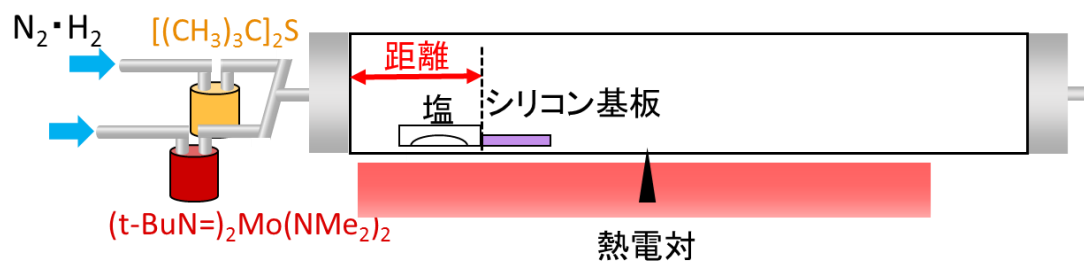 N₂・H₂
[(CH₃)₃C]₂S
距離
塩
シリコン基板
(t-BuN=)₂Mo(NMe₂)₂
熱電対